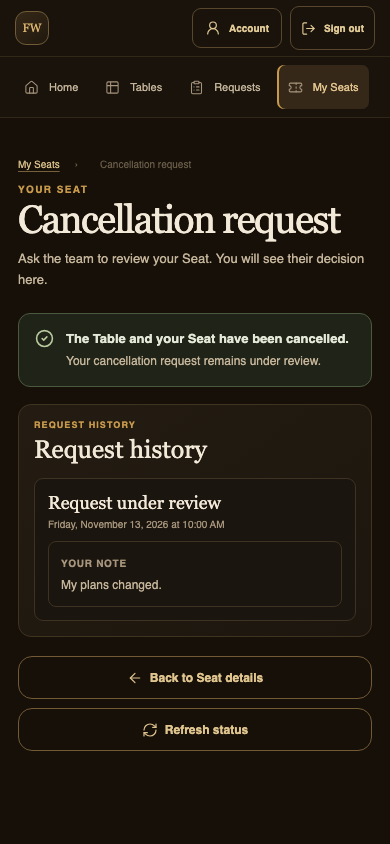 FW
Account
Sign out
Home
Tables
Requests
My Seats
My Seats › Cancellation request
YOUR SEAT
Cancellation request
Ask the team to review your Seat. You will see their decision
here.
The Table and your Seat have been cancelled.
Your cancellation request remains under review.
REQUEST HISTORY
Request history
Request under review
Friday, November 13, 2026 at 10:00 AM
YOUR NOTE
My plans changed.
Back to Seat details
Refresh status